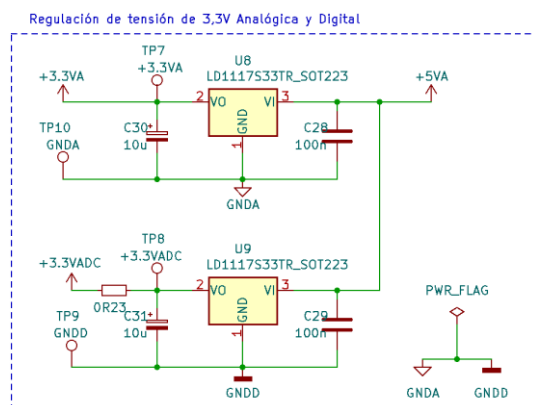 Regulación de tensión de 3,3V Analógica y Digital
TP7
+3.3VA
+3.3VA
U8
LD1117S33TR_SOT223
+5VA
2
VO
VI
3
GND
1
TP10
GNDA
C30
10u
+
C28
100n
GNDA
TP8
+3.3VADC
+3.3VADC
U9
LD1117S33TR_SOT223
2
VO
VI
3
GND
1
0R23
TP9
GNDD
C31
10u
+
C29
100n
GNDD
PWR_FLAG
GNDA
GNDD